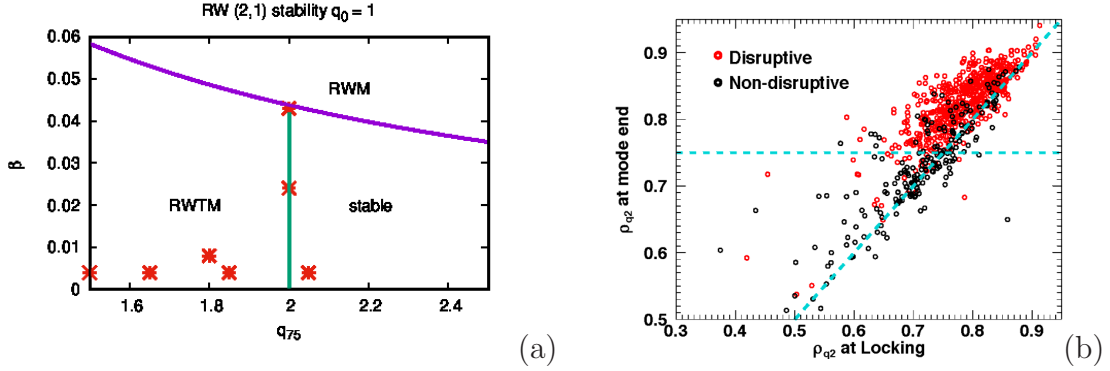 RW (2,1) stability q0 = 1
0.06
0.05
0.04
0.03
0.02
0.01
0
β
RWM
RWTM
stable
1.6
1.8
2
2.2
2.4
q75
(a)
Disruptive
Non-disruptive
0.9
0.8
0.7
0.6
0.5
ρq2 at mode end
0.3
0.4
0.5
0.6
0.7
0.8
0.9
ρq2 at Locking
(b)